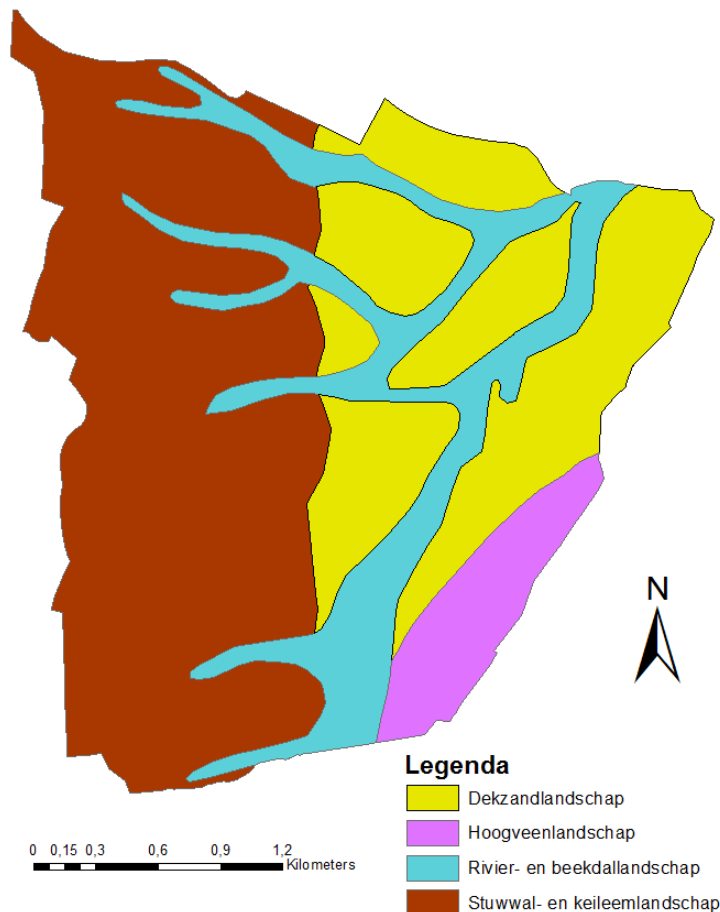 N
Legenda
Dekzandlandschap
Hoogveenlandschap
Rivier- en beekdallandschap
Stuwwal- en keileemlandschap
0 0,15 0,3 0,6 0,9 1,2
Kilometers